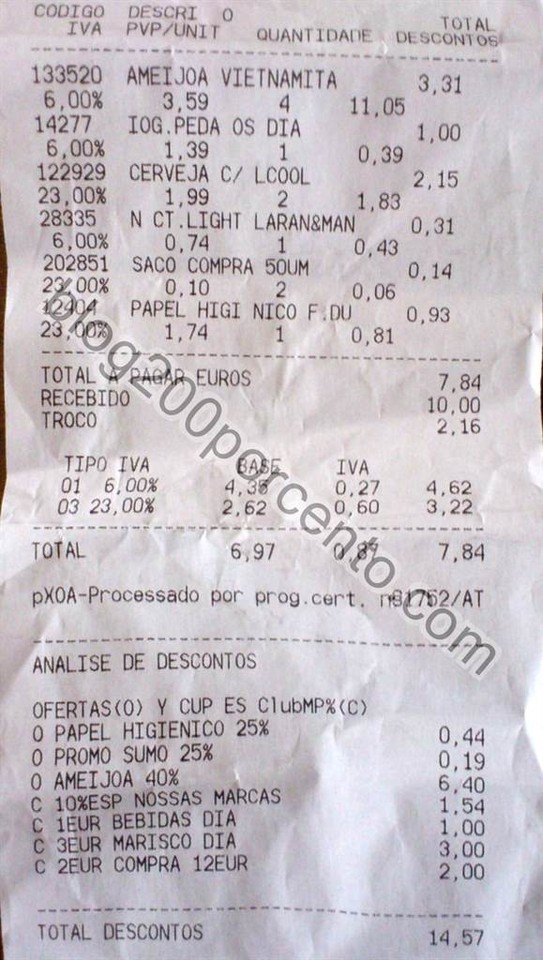 CODIGO DESCRI O TOTAL
IVA PVP/UNIT QUANTIDADE DESCONTOS
133520 AMEIJOA VIETNAMITA 3,31
6,00% 3,59 4 11,05
14277 IOG.PEDA OS DIA 1,00
6,00% 1,39 1 0,39
122929 CERVEJA C/ LCOOL 2,15
23,00% 1,99 2 1,83
28335 N CT.LIGHT LARAN&MAN 0,31
6,00% 0,74 1 0,43
202851 SACO COMPRA 50UM 0,14
23,00% 0,10 2 0,06
12404 PAPEL HIGI NICO F.DU 0,93
23,00% 1,74 1 0,81
TOTAL A PAGAR EUROS 7,84
RECEBIDO 10,00
TROCO 2,16
TIPO IVA BASE IVA
01 6,00% 4,35 0,27 4,62
03 23,00% 2,62 0,60 3,22
TOTAL 6,97 0,87 7,84
pXOA-Processado por prog.cert. nº1752/AT
ANALISE DE DESCONTOS
OFERTAS(O) Y CUP ES ClubMP%(C)
O PAPEL HIGIENICO 25% 0,44
O PROMO SUMO 25% 0,19
O AMEIJOA 40% 6,40
C 10%ESP NOSSAS MARCAS 1,54
C 1EUR BEBIDAS DIA 1,00
C 3EUR MARISCO DIA 3,00
C 2EUR COMPRA 12EUR 2,00
TOTAL DESCONTOS 14,57
blog200porcento.com